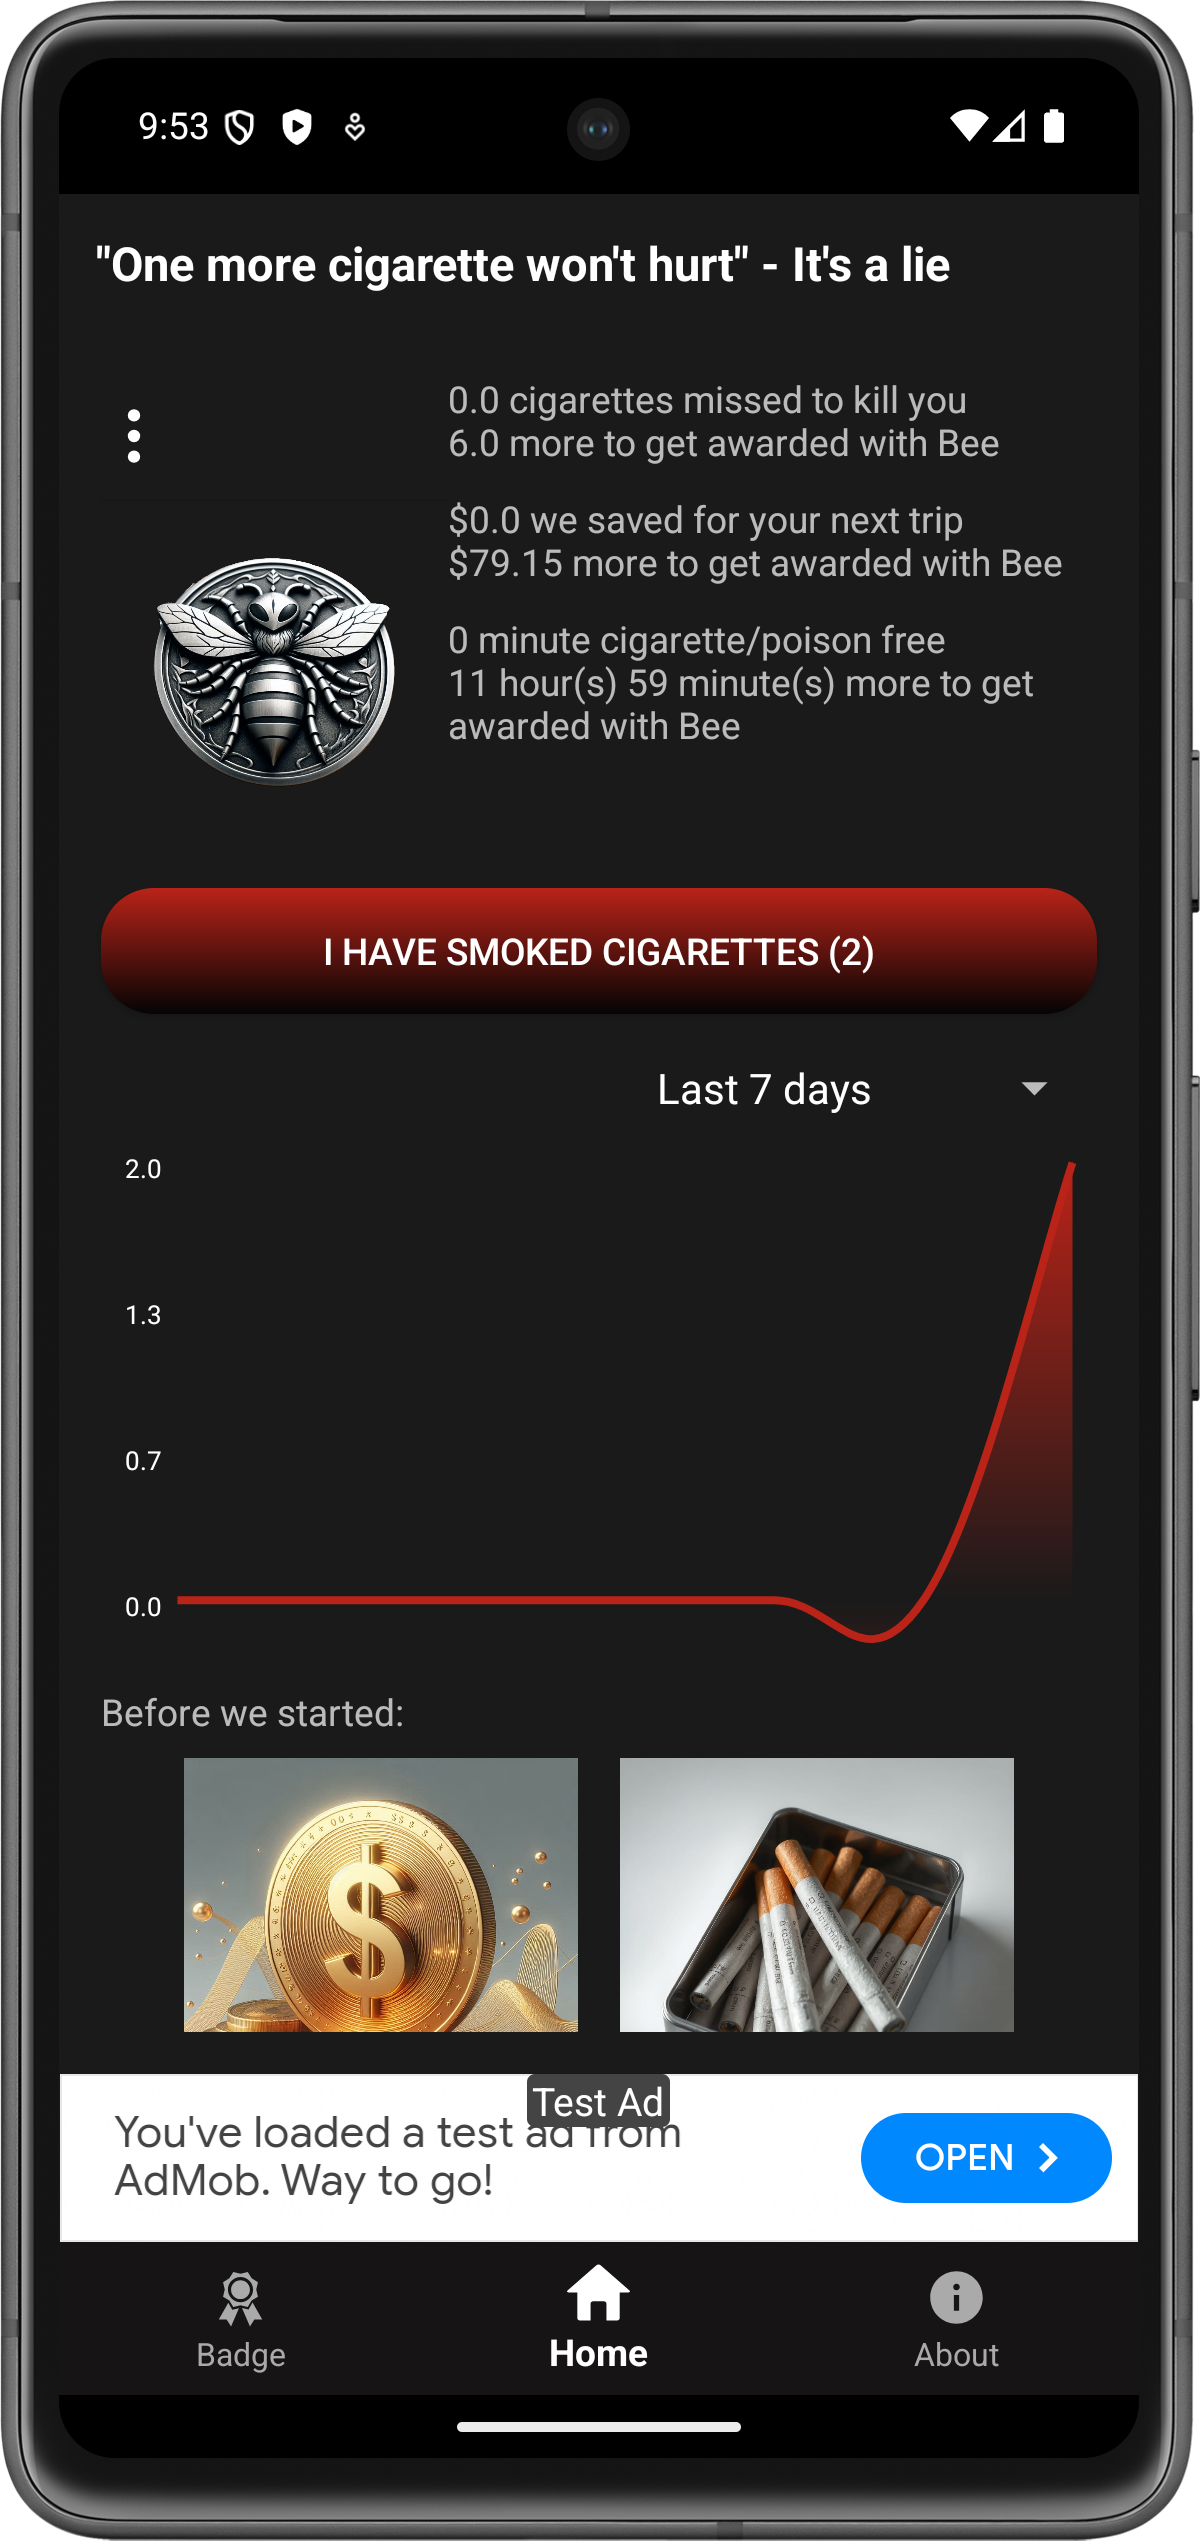 9:53
"One more cigarette won't hurt" - It's a lie
0.0 cigarettes missed to kill you
6.0 more to get awarded with Bee
$0.0 we saved for your next trip
$79.15 more to get awarded with Bee
0 minute cigarette/poison free
11 hour(s) 59 minute(s) more to get
awarded with Bee
I HAVE SMOKED CIGARETTES (2)
Last 7 days
2.0
1.3
0.7
0.0
Before we started:
$
Test Ad
You've loaded a test ad from
AdMob. Way to go!
OPEN
Badge
Home
About